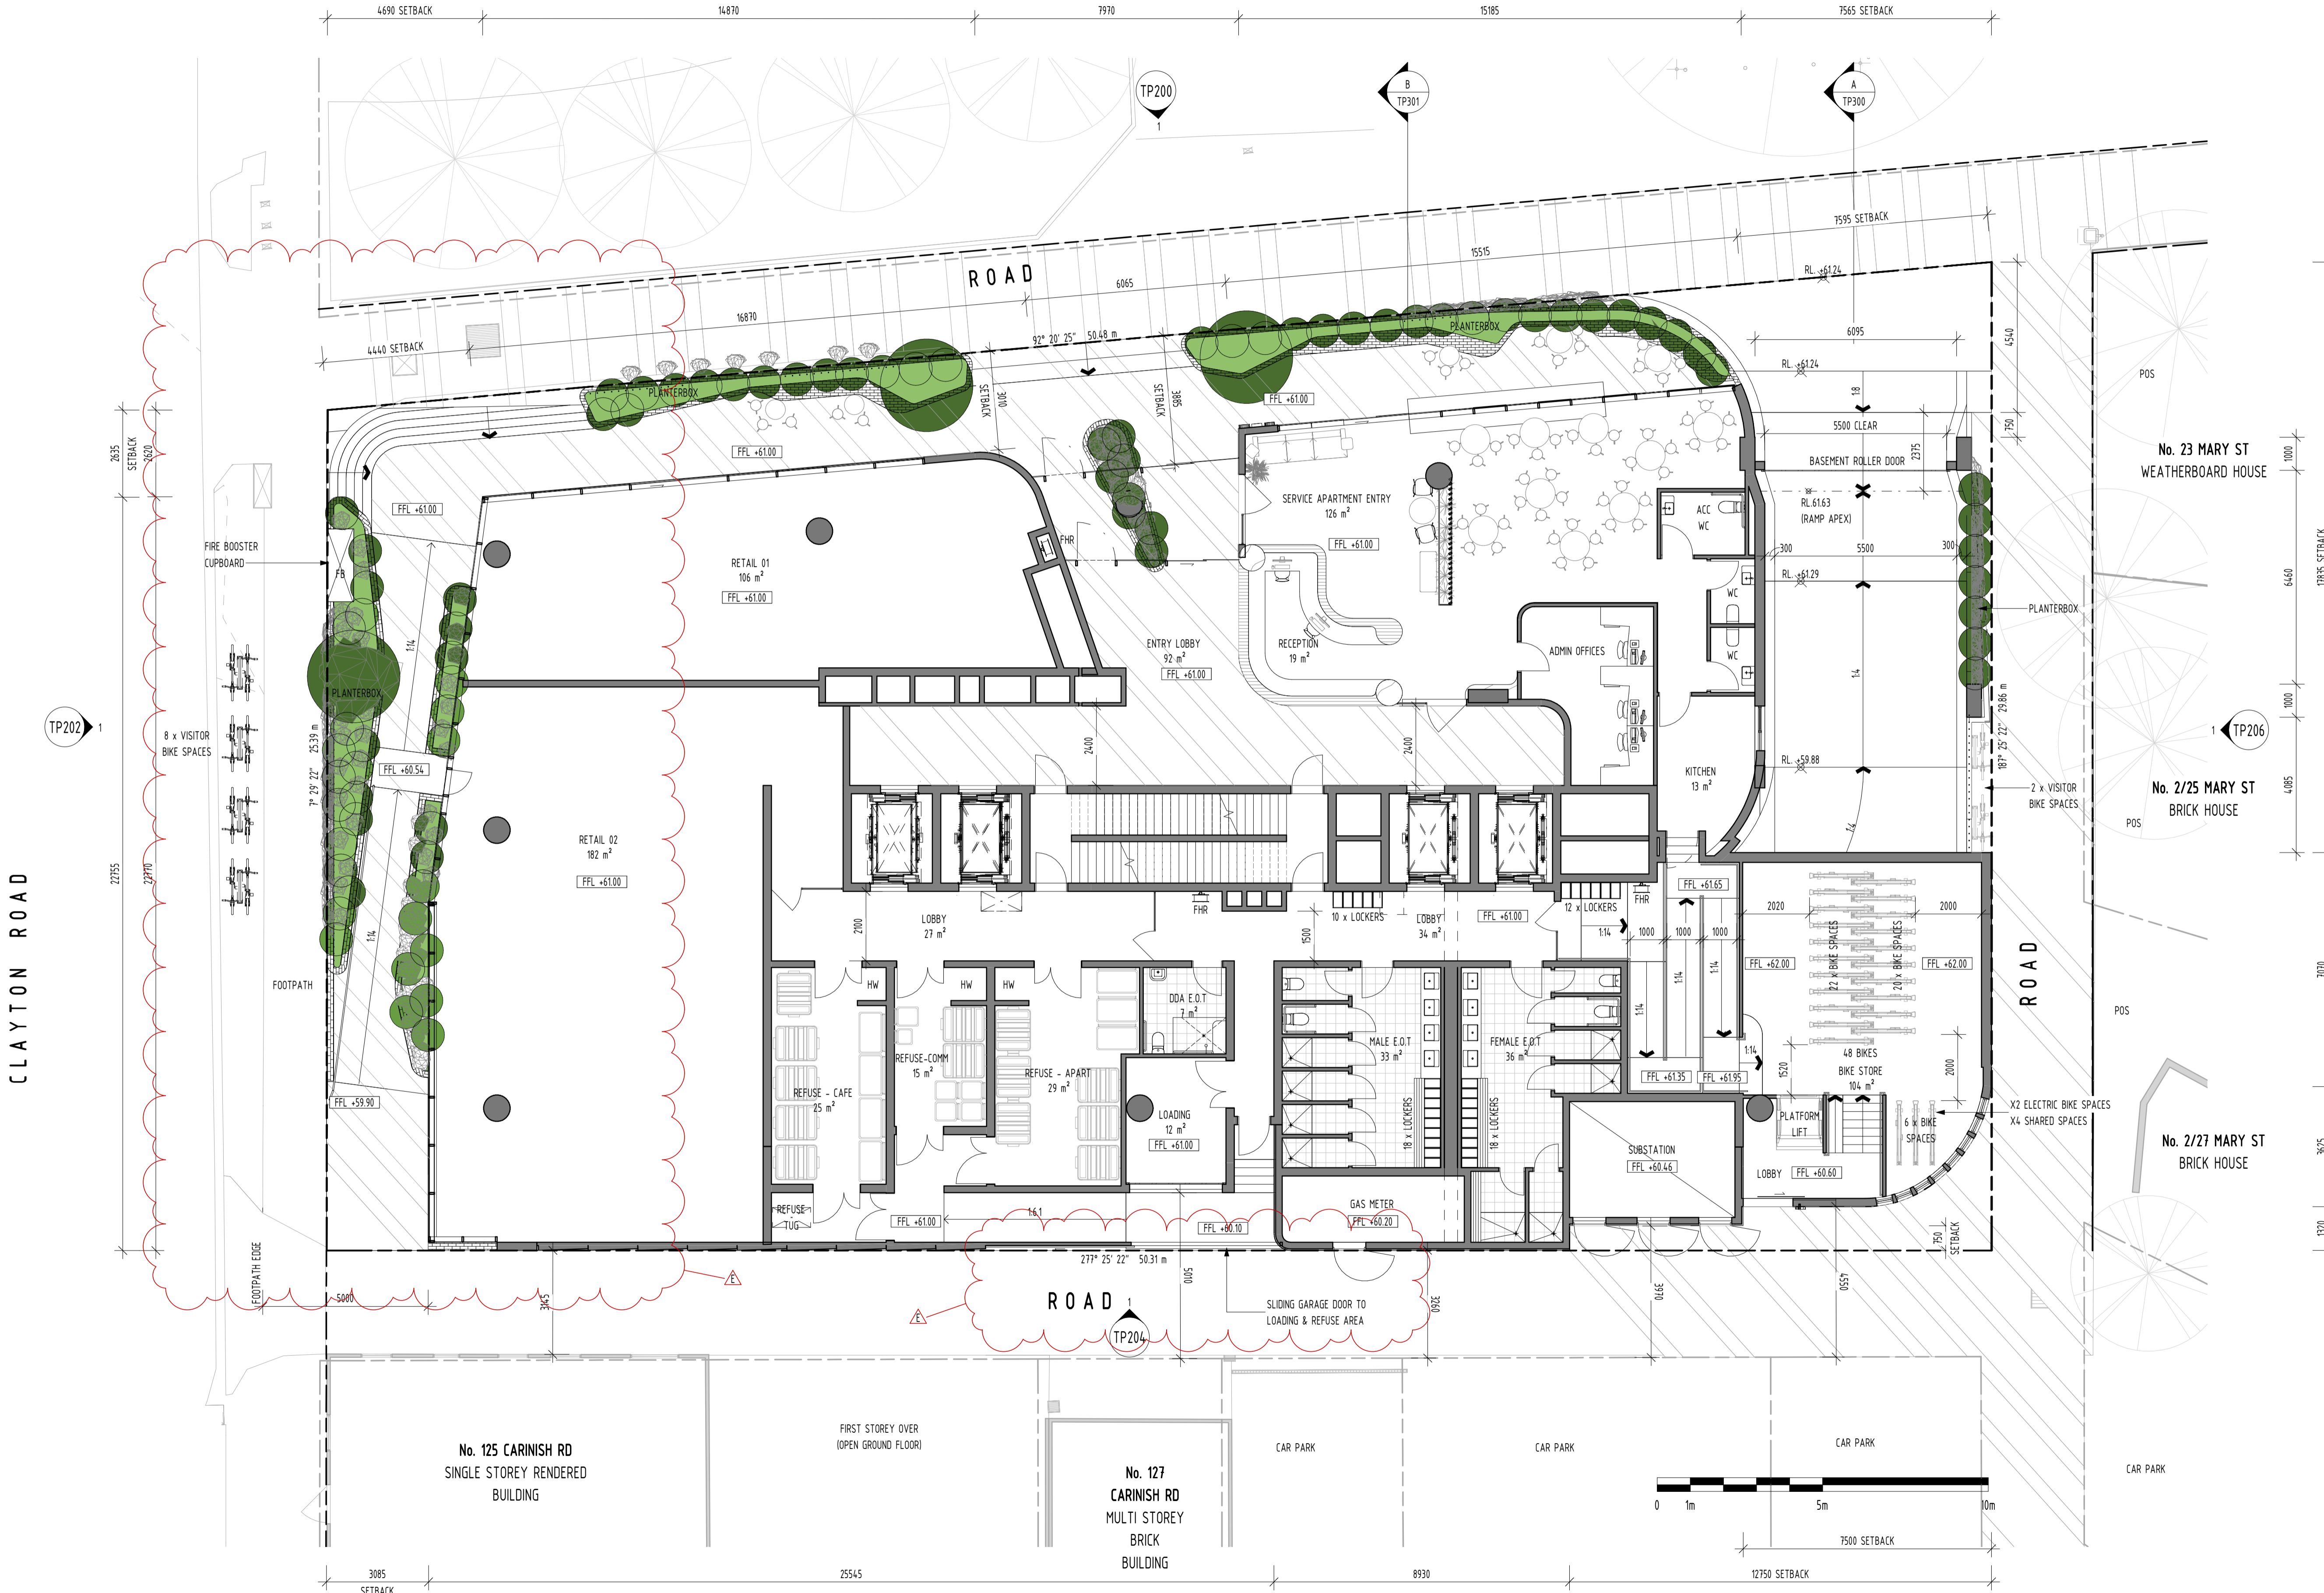 4690 SETBACK
14870
7970
15185
7565 SETBACK
TP200
1
B
TP301
A
TP300
7595 SETBACK
15515
RL. +61.24
ROAD
6065
16870
4440 SETBACK
92° 20' 25"   50.48 m
PLANTERBOX
6095
4540
RL. +61.24
1:8
POS
PLANTERBOX
SETBACK
3010
SETBACK
3885
FFL +61.00
2635
SETBACK
2620
5500 CLEAR
750
FFL +61.00
BASEMENT ROLLER DOOR
2375
1000
No. 23 MARY ST
WEATHERBOARD HOUSE
FFL +61.00
SERVICE APARTMENT ENTRY
126 m²
FFL +61.00
ACC
WC
RL.61.63
(RAMP APEX)
FIRE BOOSTER
CUPBOARD
FB
FHR
RETAIL 01
106 m²
FFL +61.00
300
5500
300
RL. +61.29
6460
13835 SETBACK
WC
PLANTERBOX
1:14
ENTRY LOBBY
92 m²
FFL +61.00
RECEPTION
19 m²
ADMIN OFFICES
WC
1:4
PLANTERBOX
1000
187° 25' 22"   29.86 m
TP202
1
8 x VISITOR
BIKE SPACES
7° 29' 22"   25.39 m
FFL +60.54
2400
2400
KITCHEN
13 m²
RL. +59.88
1
TP206
4085
2 x VISITOR
BIKE SPACES
No. 2/25 MARY ST
BRICK HOUSE
POS
1:4
RETAIL 02
182 m²
FFL +61.00
22755
22770
CLAYTON ROAD
FFL +61.65
LOBBY
27 m²
2100
FHR
10 x LOCKERS
1500
LOBBY
34 m²
FFL +61.00
12 x LOCKERS
FHR
1:14
1000
1000
1000
2020
2000
22 x BIKE SPACES
20 x BIKE SPACES
FFL +62.00
FFL +62.00
ROAD
1:14
FOOTPATH
HW
HW
HW
DDA E.O.T
7 m²
1:14
1:14
1:14
7070
POS
REFUSE-COMM
15 m²
REFUSE - APART
29 m²
REFUSE - CAFE
25 m²
MALE E.O.T
33 m²
FEMALE E.O.T
36 m²
1:14
FFL +61.35
FFL +61.95
1520
48 BIKES
BIKE STORE
104 m²
2000
FFL +59.90
LOADING
12 m²
FFL +61.00
18 x LOCKERS
18 x LOCKERS
PLATFORM
LIFT
6 x BIKE
SPACES
X2 ELECTRIC BIKE SPACES
X4 SHARED SPACES
SUBSTATION
FFL +60.46
LOBBY
FFL +60.60
No. 2/27 MARY ST
BRICK HOUSE
3625
REFUSE
TUG
FFL +61.00
1:6.1
FFL +60.10
GAS METER
FFL +60.20
750
SETBACK
1320
277° 25' 22"   50.31 m
FOOTPATH EDGE
5000
E
3145
E
ROAD
1
TP204
5010
SLIDING GARAGE DOOR TO
LOADING & REFUSE AREA
3260
3970
4550
No. 125 CARINISH RD
SINGLE STOREY RENDERED
BUILDING
FIRST STOREY OVER
(OPEN GROUND FLOOR)
No. 127
CARINISH RD
MULTI STOREY
BRICK
BUILDING
CAR PARK
CAR PARK
CAR PARK
CAR PARK
0
1m
5m
10m
7500 SETBACK
3085
SETBACK
25545
8930
12750 SETBACK